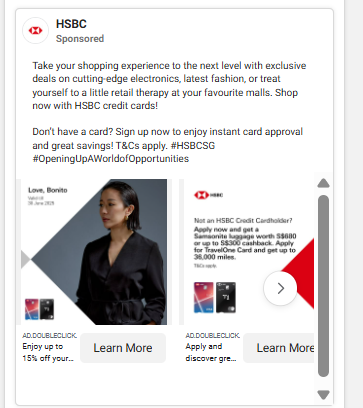 HSBC
Sponsored
Take your shopping experience to the next level with exclusive
deals on cutting-edge electronics, latest fashion, or treat
yourself to a little retail therapy at your favourite malls. Shop
now with HSBC credit cards!
Don't have a card? Sign up now to enjoy instant card approval
and great savings! T&Cs apply. #HSBCSG
#OpeningUpAWorldofOpportunities
Love, Bonito
Valid till
30 June 2025
HSBC
Not an HSBC Credit Cardholder?
Apply now and get a
Samsonite luggage worth S$680
or up to S$300 cashback. Apply
for TravelOne Card and get up to
36,000 miles.
T&Cs apply.
AD.DOUBLECLICK.
Enjoy up to
15% off your...
Learn More
AD.DOUBLECLICK.
Apply and
discover gre...
Learn More